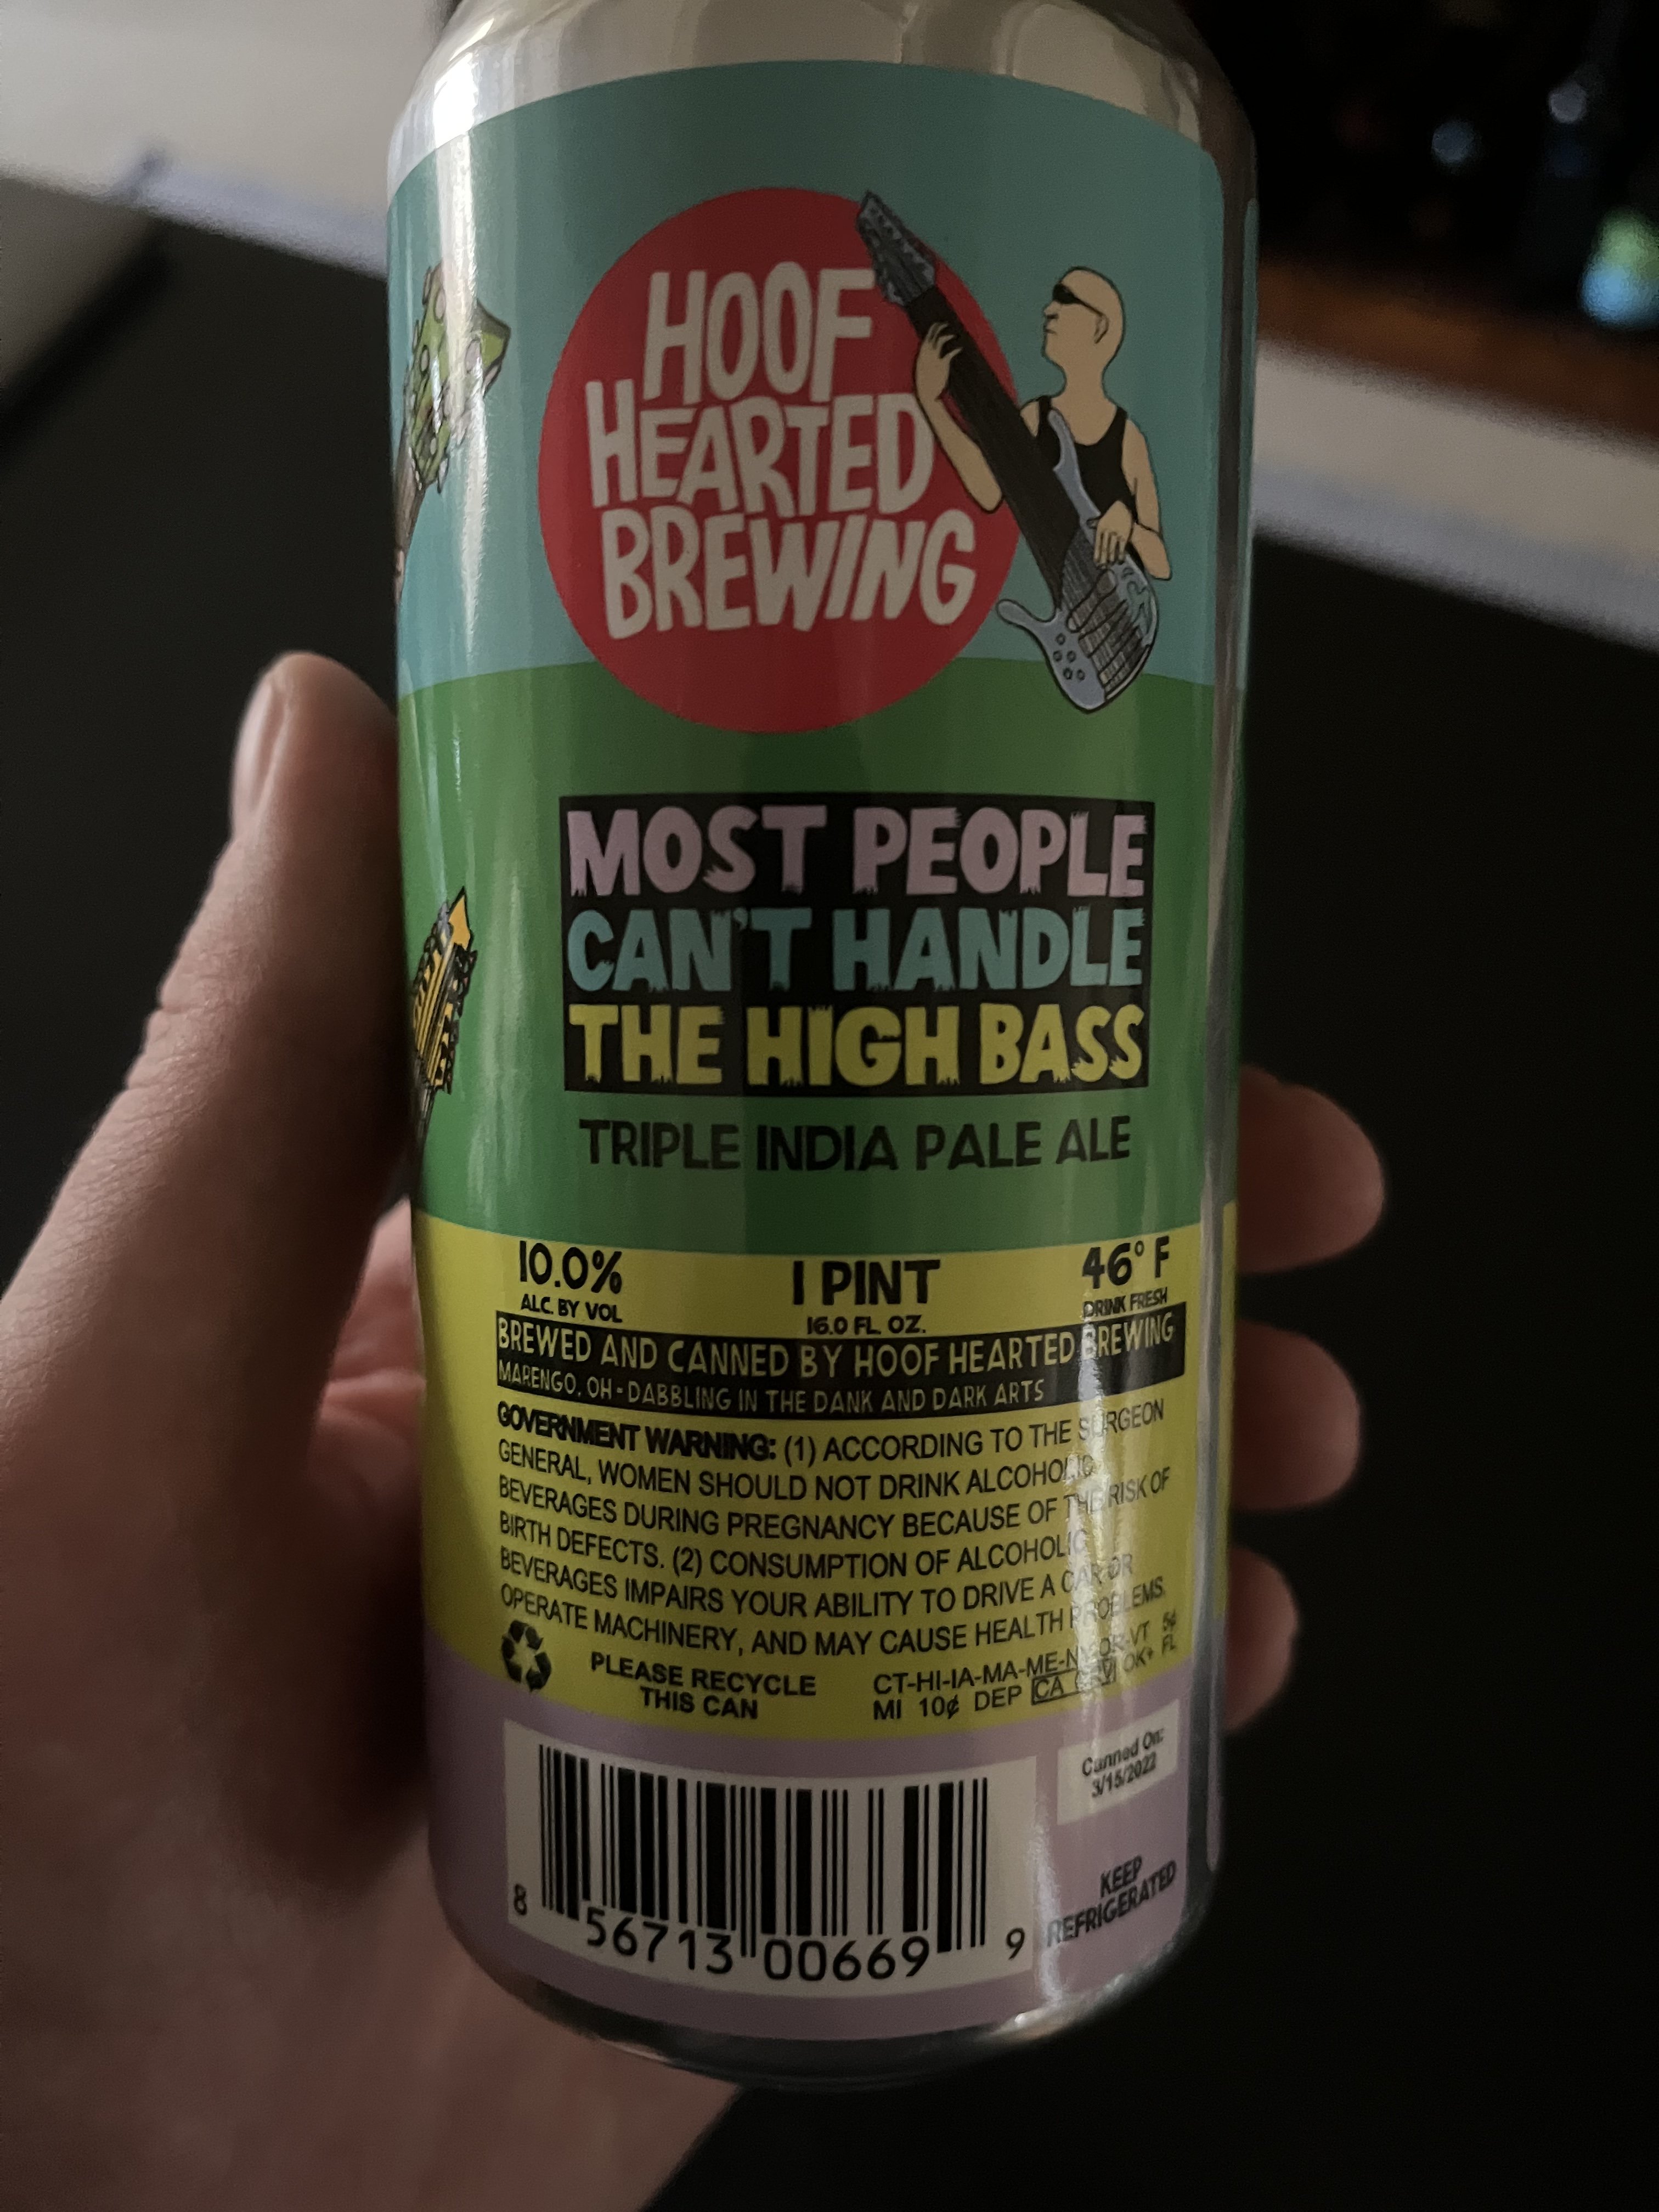 HOOF
HEARTED
BREWING
MOST PEOPLE
CAN'T HANDLE
THE HIGH BASS
TRIPLE INDIA PALE ALE
10.0%
ALC. BY VOL
1 PINT
16.0 FL. OZ.
46° F
DRINK FRESH
BREWED AND CANNED BY HOOF HEARTED BREWING
MARENGO, OH - DABBLING IN THE DANK AND DARK ARTS
GOVERNMENT WARNING: (1) ACCORDING TO THE SURGEON
GENERAL, WOMEN SHOULD NOT DRINK ALCOHOLIC
BEVERAGES DURING PREGNANCY BECAUSE OF THE RISK OF
BIRTH DEFECTS. (2) CONSUMPTION OF ALCOHOLIC
BEVERAGES IMPAIRS YOUR ABILITY TO DRIVE A CAR OR
OPERATE MACHINERY, AND MAY CAUSE HEALTH PROBLEMS.
PLEASE RECYCLE
THIS CAN
CT-HI-IA-MA-ME-NY-OR-VT 5¢
MI 10¢ DEP CA CRV OK+ FL
Canned On:
3/15/2022
KEEP
REFRIGERATED
8 56713 00669 9